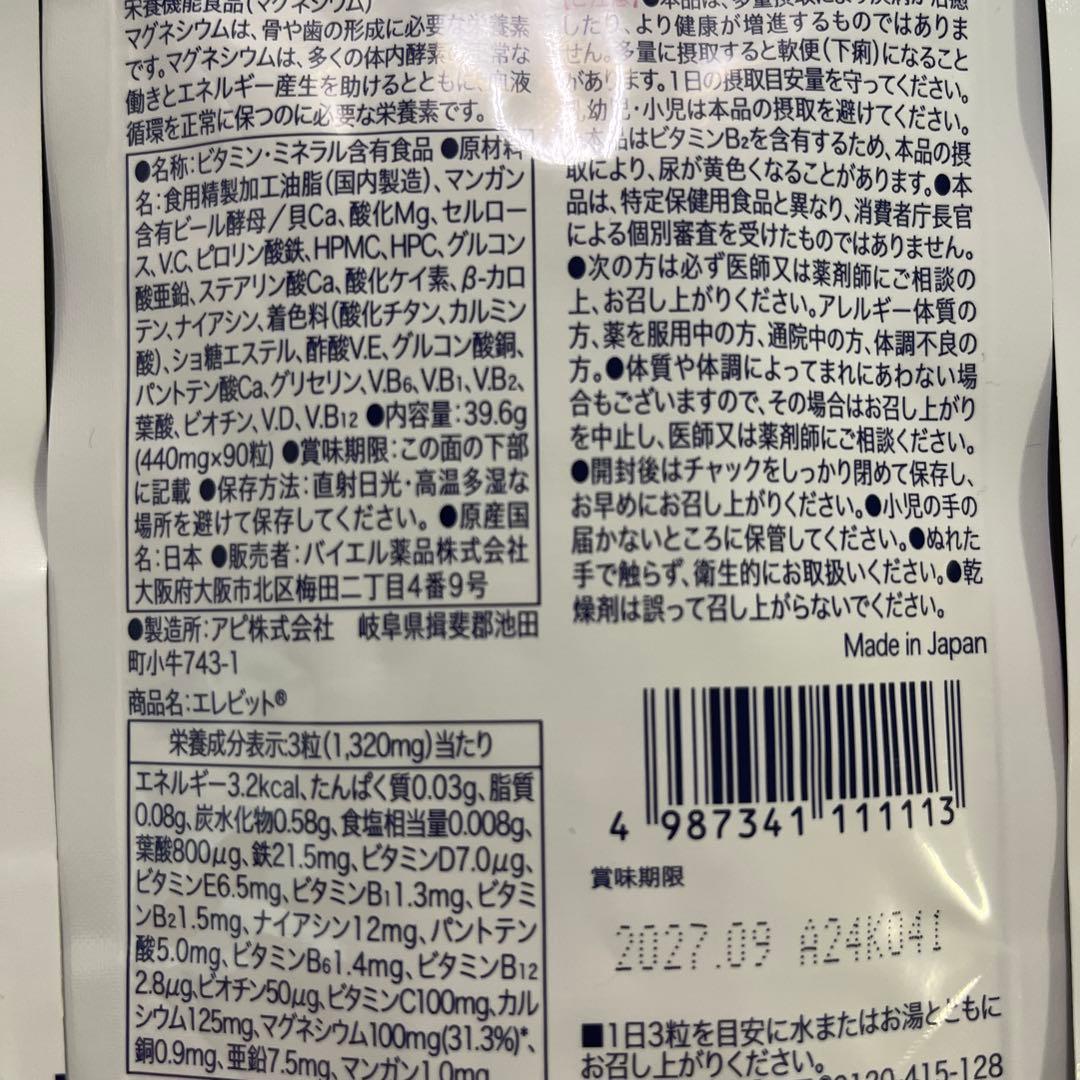 栄養機能食品(マグネシウム)
マグネシウムは、骨や歯の形成に必要な栄養素
です。マグネシウムは、多くの体内酵素の正常な
働きとエネルギー産生を助けるとともに、血液
循環を正常に保つのに必要な栄養素です。
●名称:ビタミン・ミネラル含有食品 ●原材料
名:食用精製加工油脂(国内製造)、マンガン
含有ビール酵母/貝Ca、酸化Mg、セルロー
ス、V.C、ピロリン酸鉄、HPMC、HPC、グルコン
酸亜鉛、ステアリン酸Ca、酸化ケイ素、β-カロ
テン、ナイアシン、着色料(酸化チタン、カルミン
酸)、ショ糖エステル、酢酸V.E、グルコン酸銅、
パントテン酸Ca、グリセリン、V.B6、V.B1、V.B2、
葉酸、ビオチン、V.D、V.B12 ●内容量:39.6g
(440mg×90粒) ●賞味期限:この面の下部
に記載 ●保存方法:直射日光・高温多湿な
場所を避けて保存してください。 ●原産国
名:日本 ●販売者:バイエル薬品株式会社
大阪府大阪市北区梅田二丁目4番9号
●製造所:アピ株式会社 岐阜県揖斐郡池田
町小牛743-1
商品名:エレビット®
栄養成分表示:3粒(1,320mg)当たり
エネルギー3.2kcal、たんぱく質0.03g、脂質
0.08g、炭水化物0.58g、食塩相当量0.008g、
葉酸800μg、鉄21.5mg、ビタミンD7.0μg、
ビタミンE6.5mg、ビタミンB1 1.3mg、ビタミ
ンB2 1.5mg、ナイアシン12mg、パントテン
酸5.0mg、ビタミンB6 1.4mg、ビタミンB12
2.8μg、ビオチン50μg、ビタミンC100mg、カル
シウム125mg、マグネシウム100mg(31.3%)*、
銅0.9mg、亜鉛7.5mg、マンガン1.0mg
●本品は、多量摂取により疾病が治癒
したり、より健康が増進するものではありま
せん。多量に摂取すると軟便(下痢)になること
があります。1日の摂取目安量を守ってください。
乳幼児・小児は本品の摂取を避けてください。
本品はビタミンB2を含有するため、本品の摂
取により、尿が黄色くなることがあります。●本
品は、特定保健用食品と異なり、消費者庁長官
による個別審査を受けたものではありません。
●次の方は必ず医師又は薬剤師にご相談の
上、お召し上がりください。アレルギー体質の
方、薬を服用中の方、通院中の方、体調不良の
方。●体質や体調によってまれにあわない場
合もございますので、その場合はお召し上がり
を中止し、医師又は薬剤師にご相談ください。
●開封後はチャックをしっかり閉めて保存し、
お早めにお召し上がりください。●小児の手の
届かないところに保管してください。●ぬれた
手で触らず、衛生的にお取扱いください。●乾
燥剤は誤って召し上がらないでください。
Made in Japan
4 987341 111113
賞味期限
2027.09 A24K041
■1日3粒を目安に水またはお湯とともに
お召し上がりください。
0120-415-128